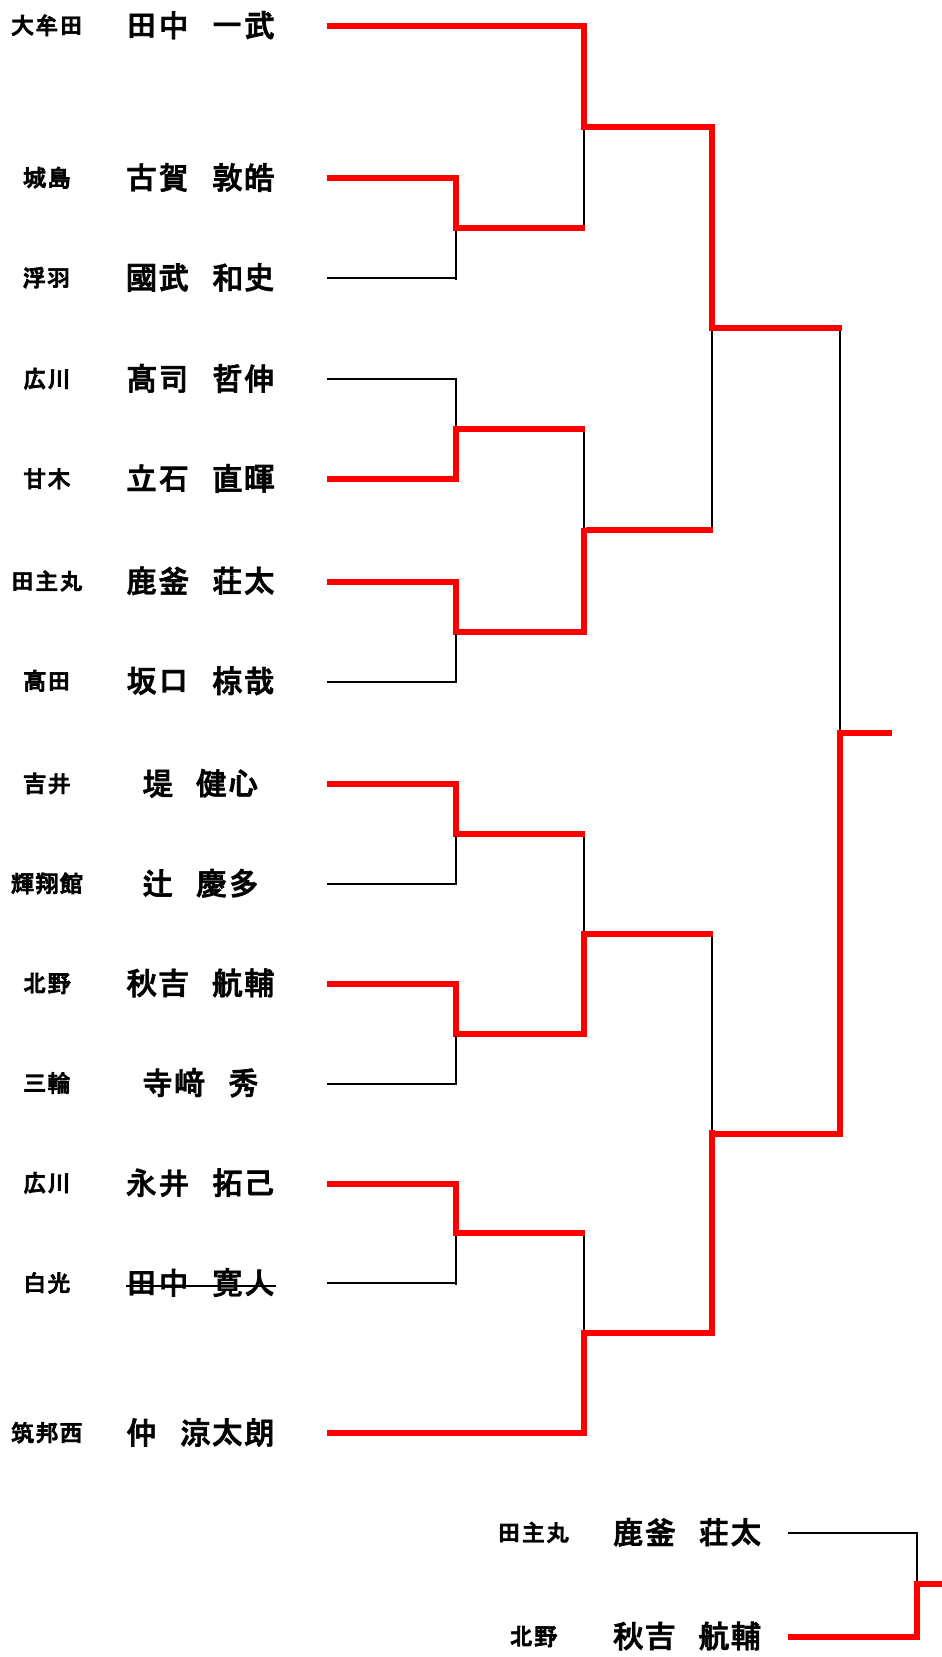 大牟田 田中 一武
城島 古賀 敦皓
浮羽 國武 和史
広川 髙司 哲伸
甘木 立石 直暉
田主丸 鹿釜 荘太
髙田 坂口 椋哉
吉井 堤 健心
輝翔館 辻 慶多
北野 秋吉 航輔
三輪 寺﨑 秀
広川 永井 拓己
白光 田中 寛人
筑邦西 仲 涼太朗
田主丸 鹿釜 荘太
北野 秋吉 航輔